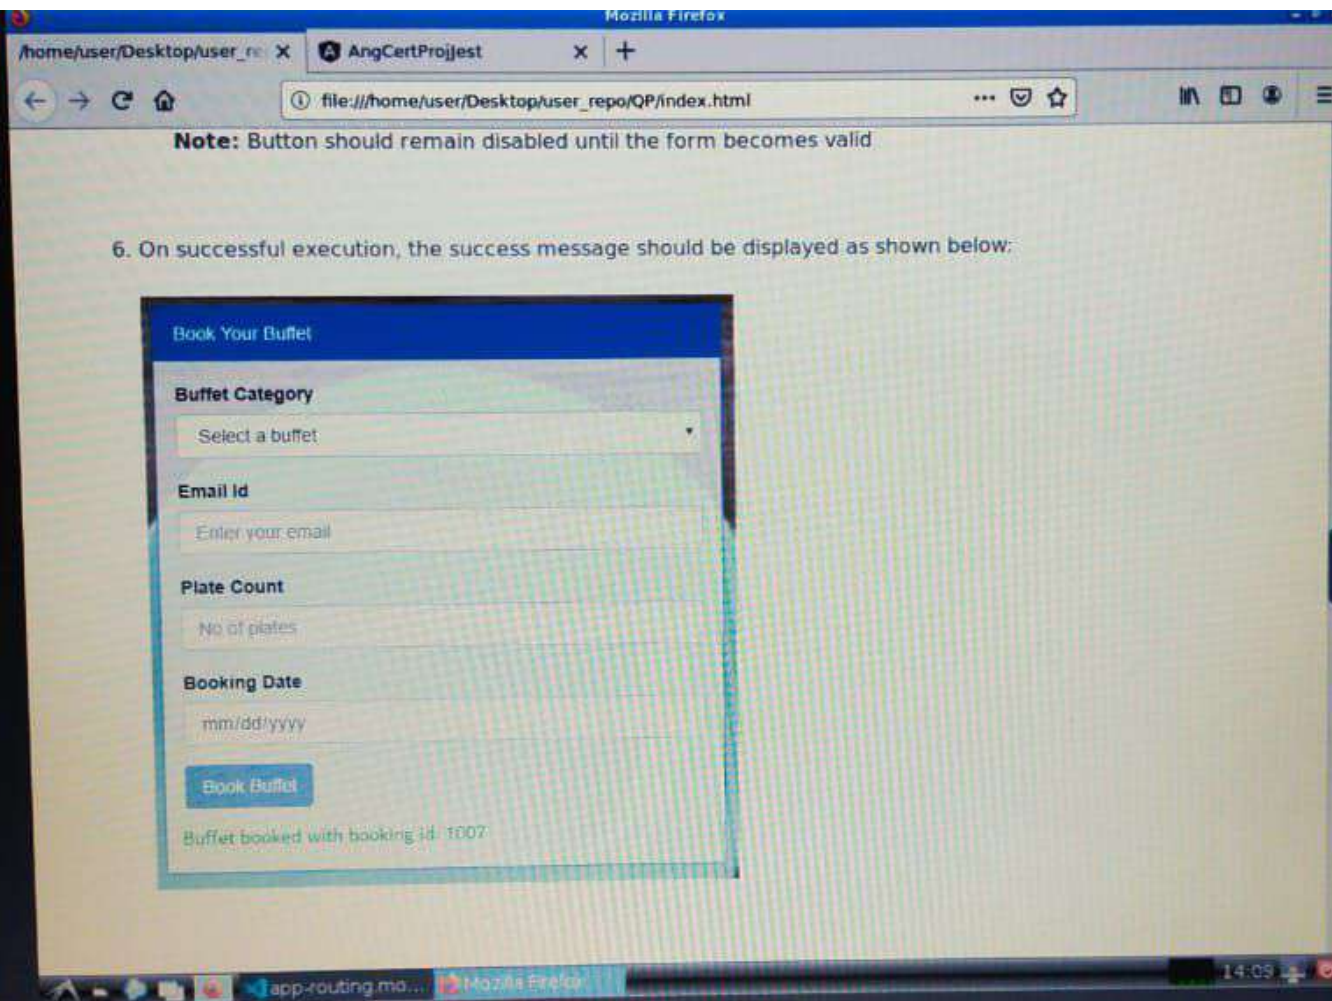 Mozilla Firefox
/home/user/Desktop/user_re
AngCertProjJest
file:///home/user/Desktop/user_repo/QP/index.html
Note: Button should remain disabled until the form becomes valid
6. On successful execution, the success message should be displayed as shown below:
Book Your Buffet
Buffet Category
Select a buffet
Email Id
Enter your email
Plate Count
No of plates
Booking Date
mm/dd/yyyy
Book Buffet
Buffet booked with booking id: 1007
app-routing.mo...
Mozilla Firefox
14:09